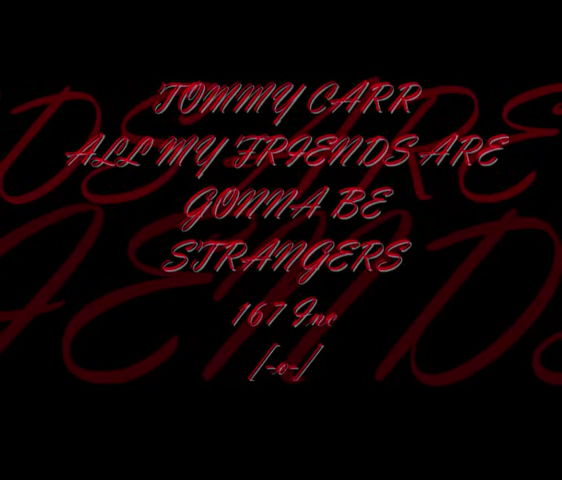 TOMMY CARR
ALL MY FRIENDS ARE
GONNA BE
STRANGERS
167 Inc
[-o-]